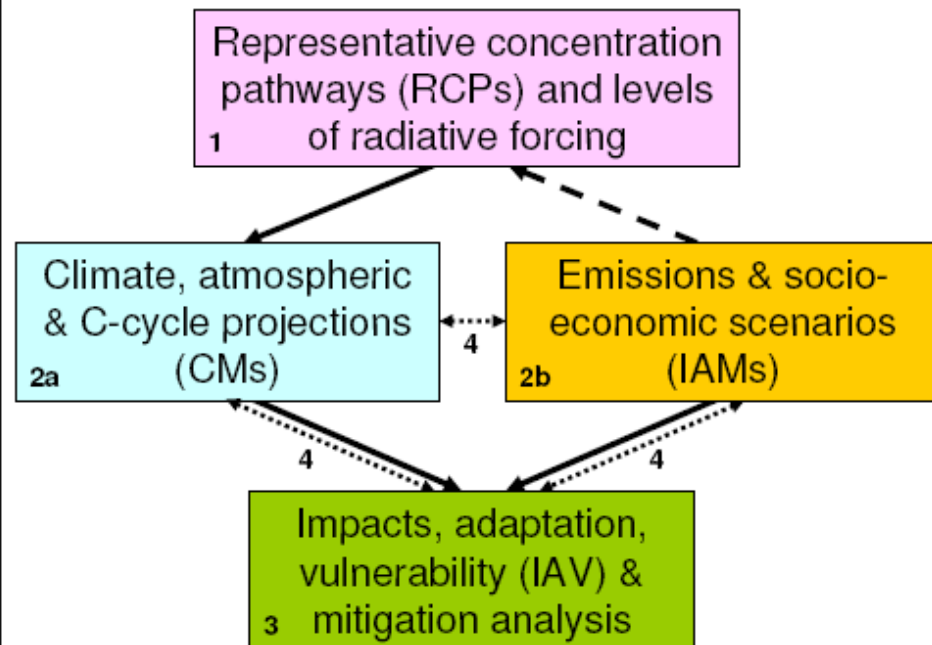 Representative concentration
pathways (RCPs) and levels
1 of radiative forcing
Climate, atmospheric
& C-cycle projections
(CMs)
2a
Emissions & socio-
economic scenarios
(IAMs)
2b
4
4
4
Impacts, adaptation,
vulnerability (IAV) &
3 mitigation analysis